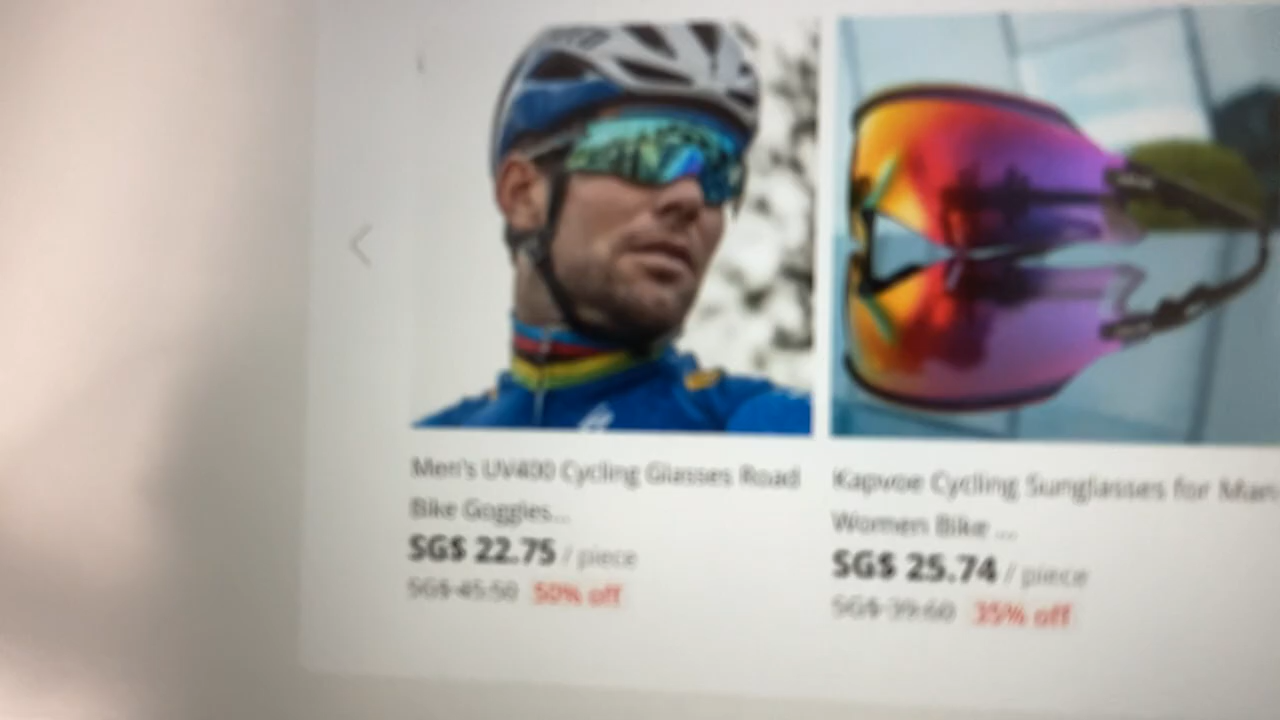 Men's UV400 Cycling Glasses Road
Bike Goggles...
SG$ 22.75 / piece
SG$ 45.50 50% off
Kapvoe Cycling Sunglasses for Man
Women Bike ...
SG$ 25.74 / piece
SG$ 39.60 35% off